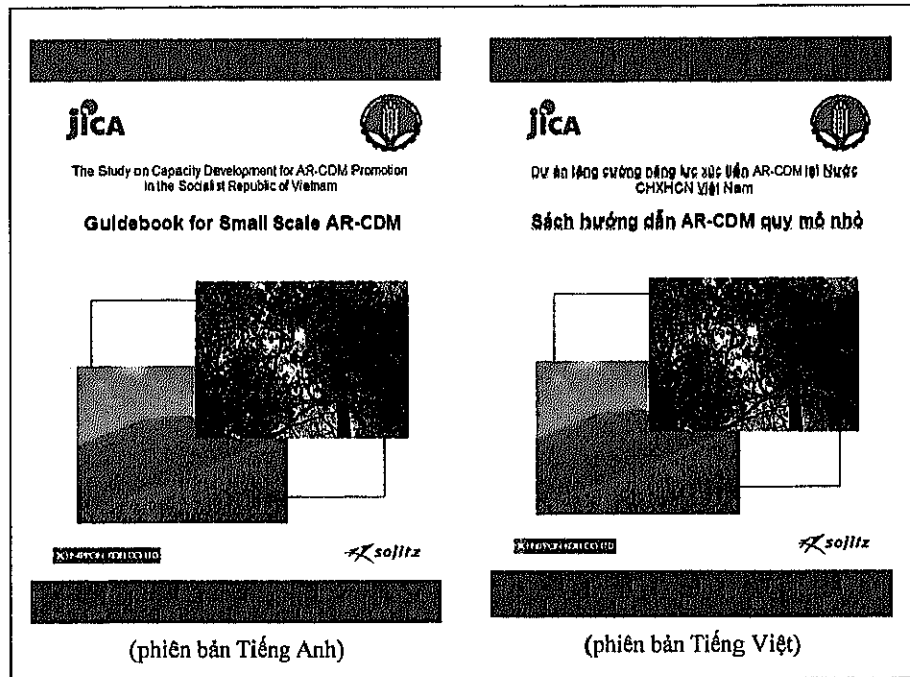 jICA
The Study on Capacity Development for AR-CDM Promotion
in the Socialist Republic of Vietnam
Guidebook for Small Scale AR-CDM
sojitz
(phiên bản Tiếng Anh)
jICA
Dự án tăng cường năng lực xúc tiến AR-CDM tại Nước
CHXHCN Việt Nam
Sách hướng dẫn AR-CDM quy mô nhỏ
sojitz
(phiên bản Tiếng Việt)